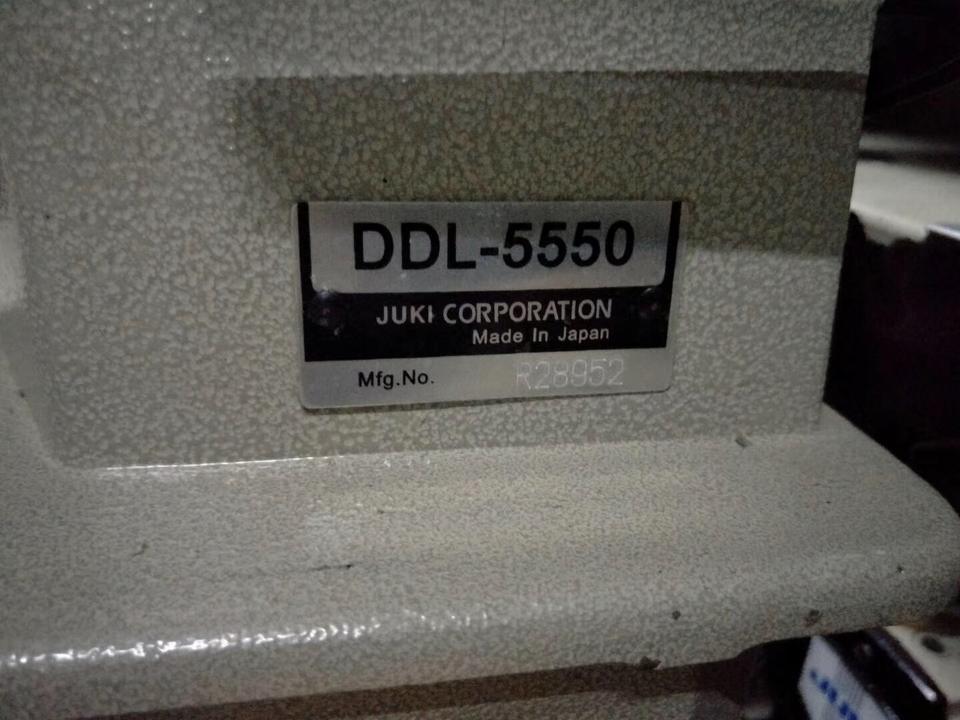 DDL-5550
JUKI CORPORATION
Made In Japan
Mfg.No. R28952